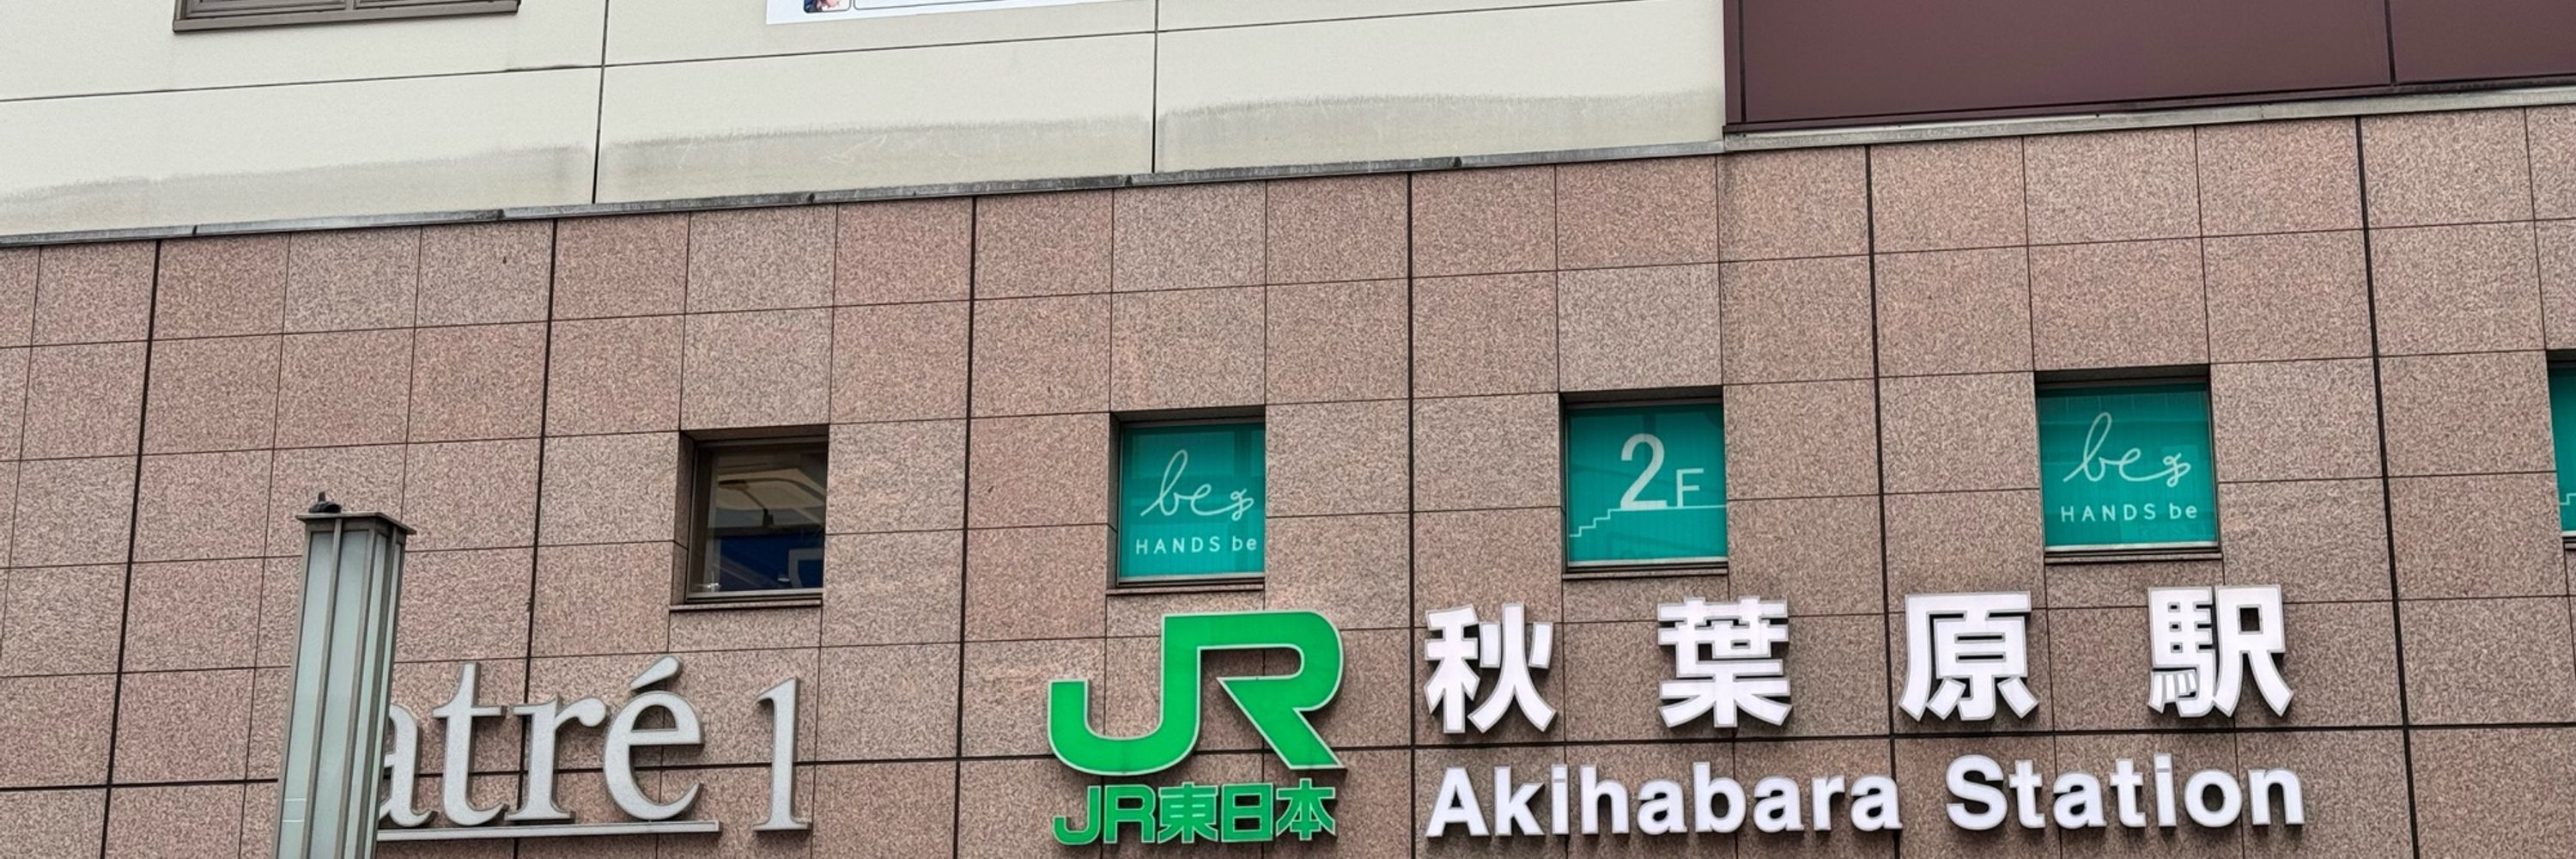 be
HANDS be
2F
be
HANDS be
atré 1
JR
JR東日本
秋葉原駅
Akihabara Station